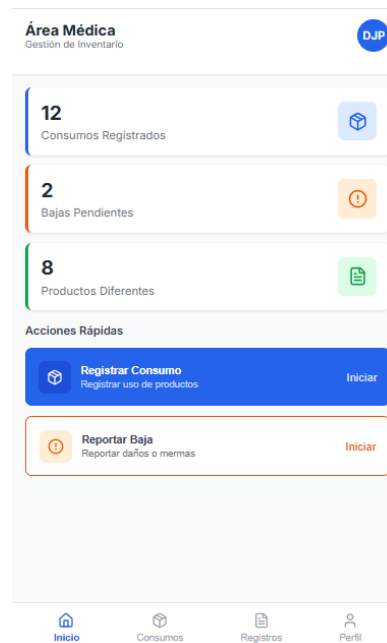 Área Médica
Gestión de Inventario
DJP
12
Consumos Registrados
2
Bajas Pendientes
8
Productos Diferentes
Acciones Rápidas
Registrar Consumo
Registrar uso de productos
Iniciar
Reportar Baja
Reportar daños o mermas
Iniciar
Inicio
Consumos
Registros
Perfil